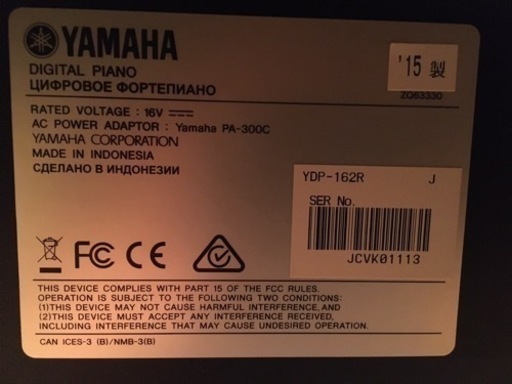 YAMAHA
DIGITAL PIANO
ЦИФРОВОЕ ФОРТЕПИАНО
'15 製
ZQ63330
RATED VOLTAGE : 16V
AC POWER ADAPTOR : Yamaha PA-300C
YAMAHA CORPORATION
MADE IN INDONESIA
СДЕЛАНО В ИНДОНЕЗИИ
YDP-162R J
SER No.
JCVK01113
FC CE
THIS DEVICE COMPLIES WITH PART 15 OF THE FCC RULES.
OPERATION IS SUBJECT TO THE FOLLOWING TWO CONDITIONS:
(1)THIS DEVICE MAY NOT CAUSE HARMFUL INTERFERENCE, AND
(2)THIS DEVICE MUST ACCEPT ANY INTERFERENCE RECEIVED,
INCLUDING INTERFERENCE THAT MAY CAUSE UNDESIRED OPERATION.
CAN ICES-3 (B)/NMB-3(B)